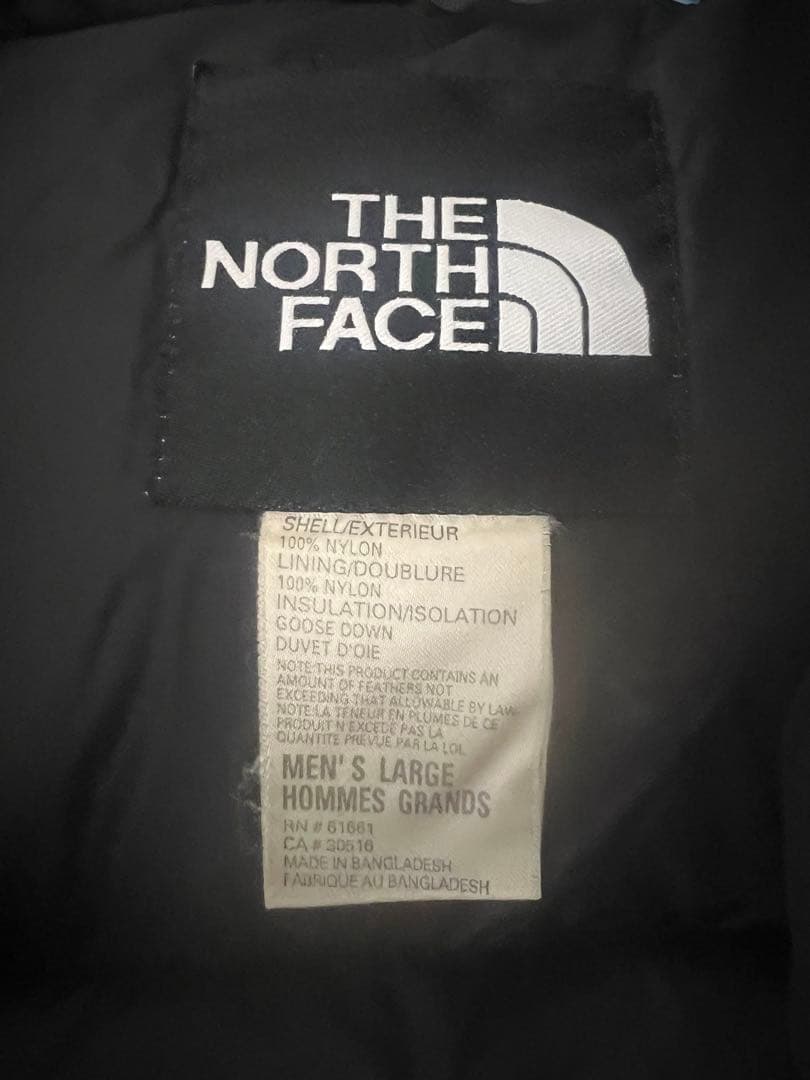 THE
NORTH
FACE
SHELL/EXTERIEUR
100% NYLON
LINING/DOUBLURE
100% NYLON
INSULATION/ISOLATION
GOOSE DOWN
DUVET D'OIE
NOTE:THIS PRODUCT CONTAINS AN
AMOUNT OF FEATHERS NOT
EXCEEDING THAT ALLOWABLE BY LAW.
NOTE:LA TENEUR EN PLUMES DE CE
PRODUIT N EXCEDE PAS LA
QUANTITE PREVUE PAR LA LOI.
MEN'S LARGE
HOMMES GRANDS
RN # 61661
CA # 30516
MADE IN BANGLADESH
FABRIQUE AU BANGLADESH